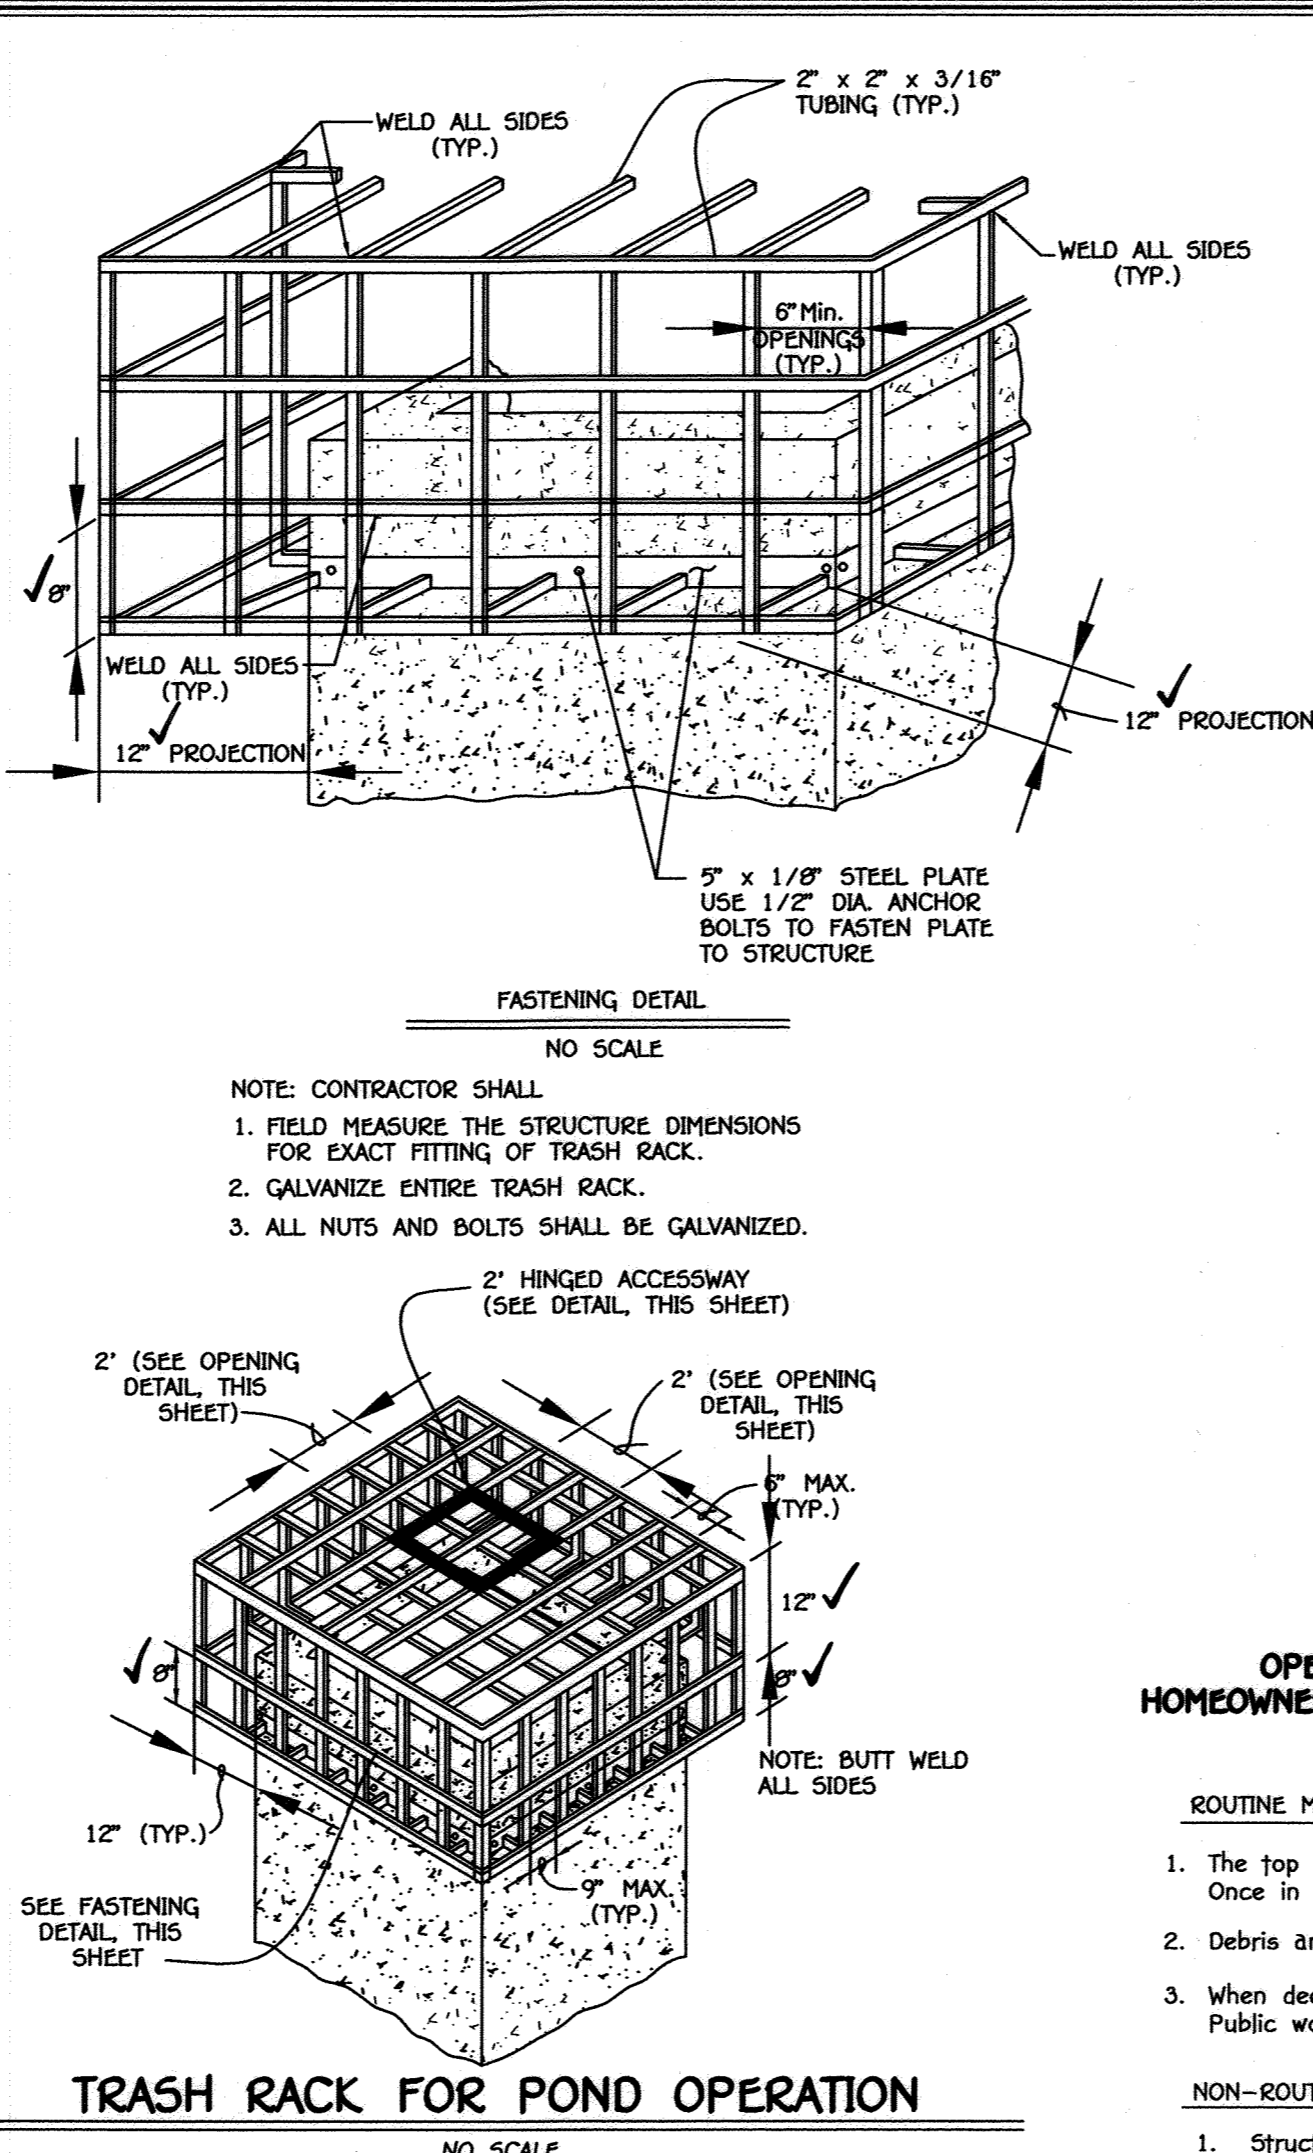 2" x 2" x 3/16"
TUBING (TYP.)
WELD ALL SIDES
(TYP.)
WELD ALL SIDES
(TYP.)
6" Min.
OPENINGS
(TYP.)
8"
WELD ALL SIDES
(TYP.)
12" PROJECTION
12" PROJECTION
5" x 1/8" STEEL PLATE
USE 1/2" DIA. ANCHOR
BOLTS TO FASTEN PLATE
TO STRUCTURE
FASTENING DETAIL
NO SCALE
NOTE: CONTRACTOR SHALL
1. FIELD MEASURE THE STRUCTURE DIMENSIONS
FOR EXACT FITTING OF TRASH RACK.
2. GALVANIZE ENTIRE TRASH RACK.
3. ALL NUTS AND BOLTS SHALL BE GALVANIZED.
2' HINGED ACCESSWAY
(SEE DETAIL, THIS SHEET)
2' (SEE OPENING
DETAIL, THIS
SHEET)
2' (SEE OPENING
DETAIL, THIS
SHEET)
6" MAX.
(TYP.)
12"
8"
8"
NOTE: BUTT WELD
ALL SIDES
12" (TYP.)
9" MAX.
(TYP.)
SEE FASTENING
DETAIL, THIS
SHEET
TRASH RACK FOR POND OPERATION
NO SCALE
OPE
HOMEOWNE
ROUTINE M
1. The top
Once in
2. Debris ar
3. When dec
Public wo
NON-ROUT
1. Struct